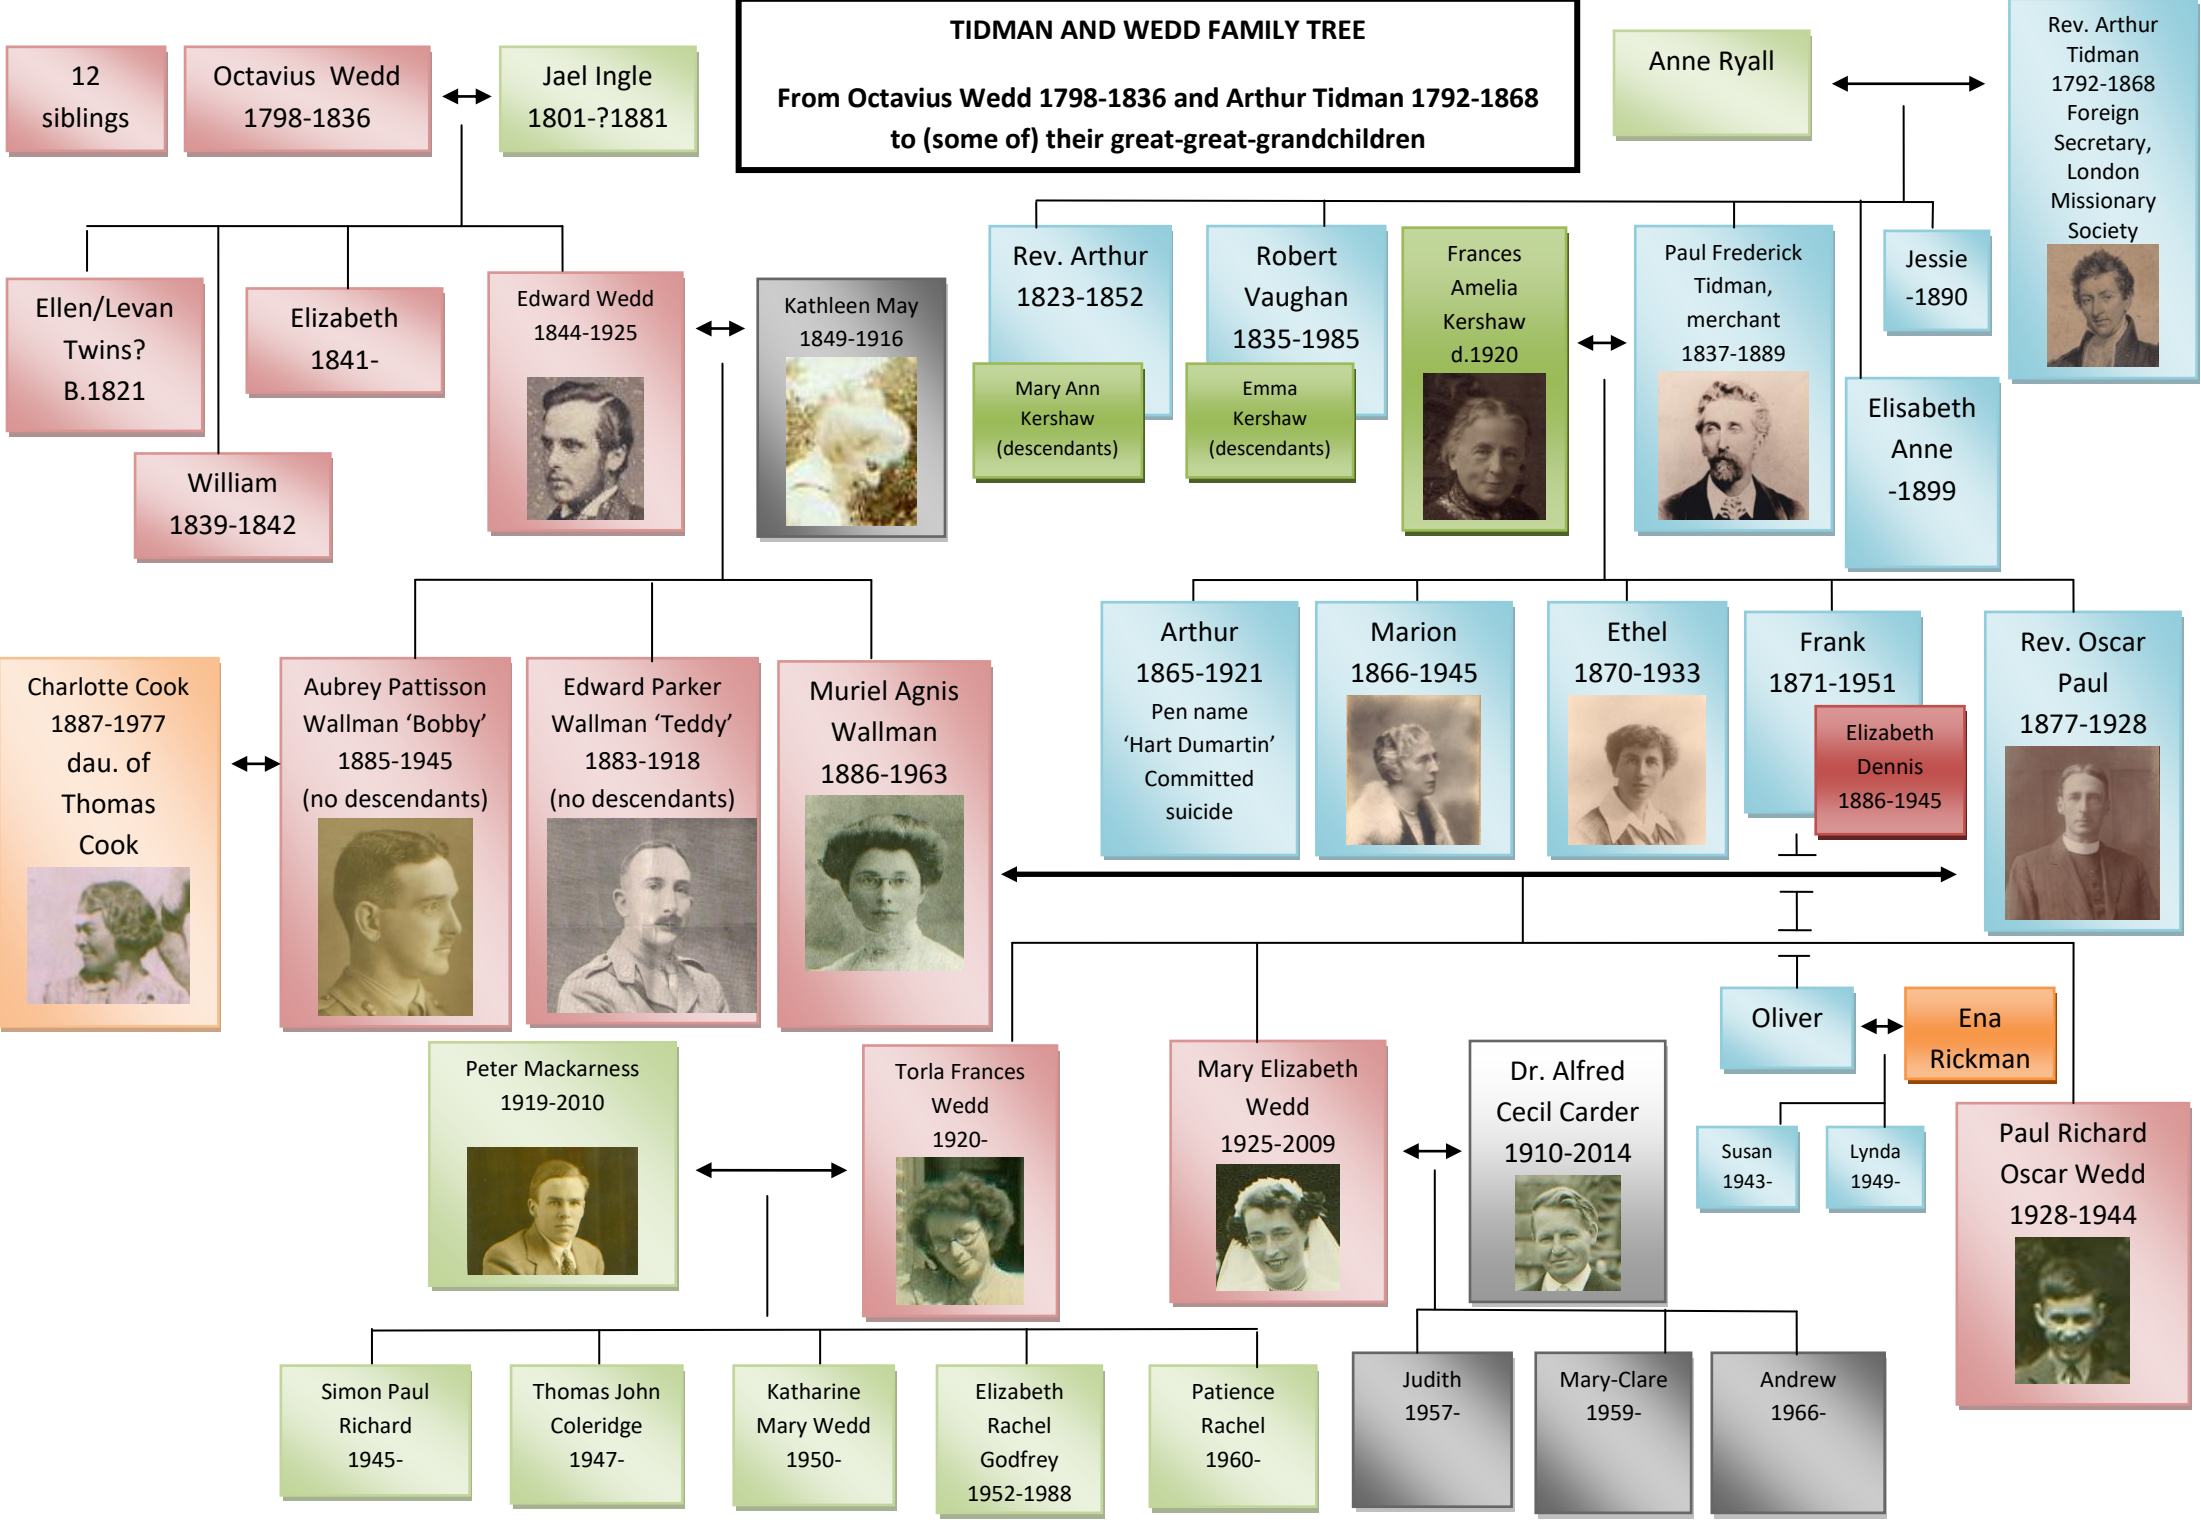 TIDMAN AND WEDD FAMILY TREE
From Octavius Wedd 1798-1836 and Arthur Tidman 1792-1868
to (some of) their great-great-grandchildren
12
siblings
Octavius Wedd
1798-1836
Jael Ingle
1801-?1881
Anne Ryall
Rev. Arthur
Tidman
1792-1868
Foreign
Secretary,
London
Missionary
Society
Ellen/Levan
Twins?
B.1821
William
1839-1842
Elizabeth
1841-
Edward Wedd
1844-1925
Kathleen May
1849-1916
Rev. Arthur
1823-1852
Mary Ann
Kershaw
(descendants)
Robert
Vaughan
1835-1985
Emma
Kershaw
(descendants)
Frances
Amelia
Kershaw
d.1920
Paul Frederick
Tidman,
merchant
1837-1889
Elisabeth
Anne
-1899
Jessie
-1890
Charlotte Cook
1887-1977
dau. of
Thomas
Cook
Aubrey Pattisson
Wallman ‘Bobby’
1885-1945
(no descendants)
Edward Parker
Wallman ‘Teddy’
1883-1918
(no descendants)
Muriel Agnis
Wallman
1886-1963
Arthur
1865-1921
Pen name
‘Hart Dumartin’
Committed
suicide
Marion
1866-1945
Ethel
1870-1933
Frank
1871-1951
Elizabeth
Dennis
1886-1945
Rev. Oscar
Paul
1877-1928
Peter Mackarness
1919-2010
Torla Frances
Wedd
1920-
Mary Elizabeth
Wedd
1925-2009
Dr. Alfred
Cecil Carder
1910-2014
Oliver
Ena
Rickman
Susan
1943-
Lynda
1949-
Paul Richard
Oscar Wedd
1928-1944
Simon Paul
Richard
1945-
Thomas John
Coleridge
1947-
Katharine
Mary Wedd
1950-
Elizabeth
Rachel
Godfrey
1952-1988
Patience
Rachel
1960-
Judith
1957-
Mary-Clare
1959-
Andrew
1966-